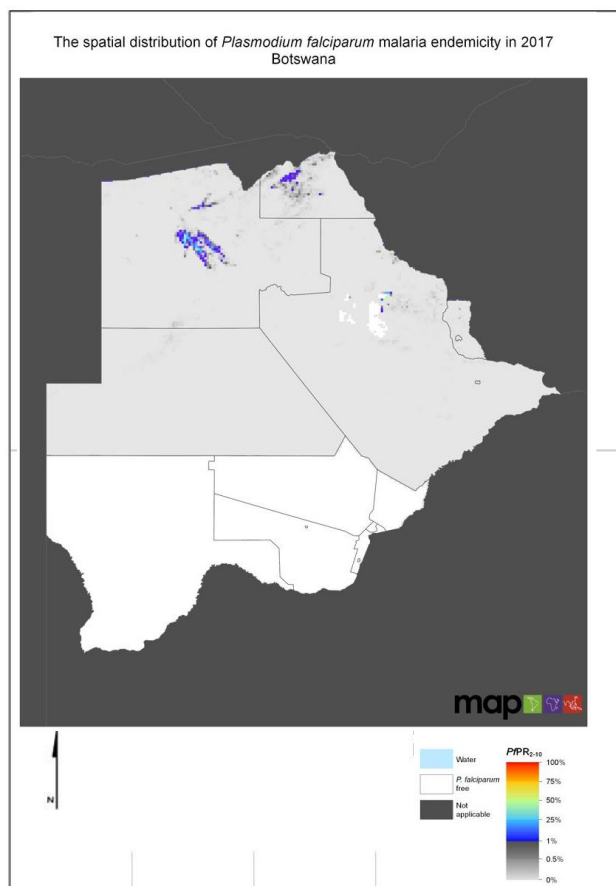 The spatial distribution of Plasmodium falciparum malaria endemicity in 2017
Botswana
map
N
Water
P. falciparum
free
Not
applicable
PfPR2-10
100%
75%
50%
25%
1%
0.5%
0%